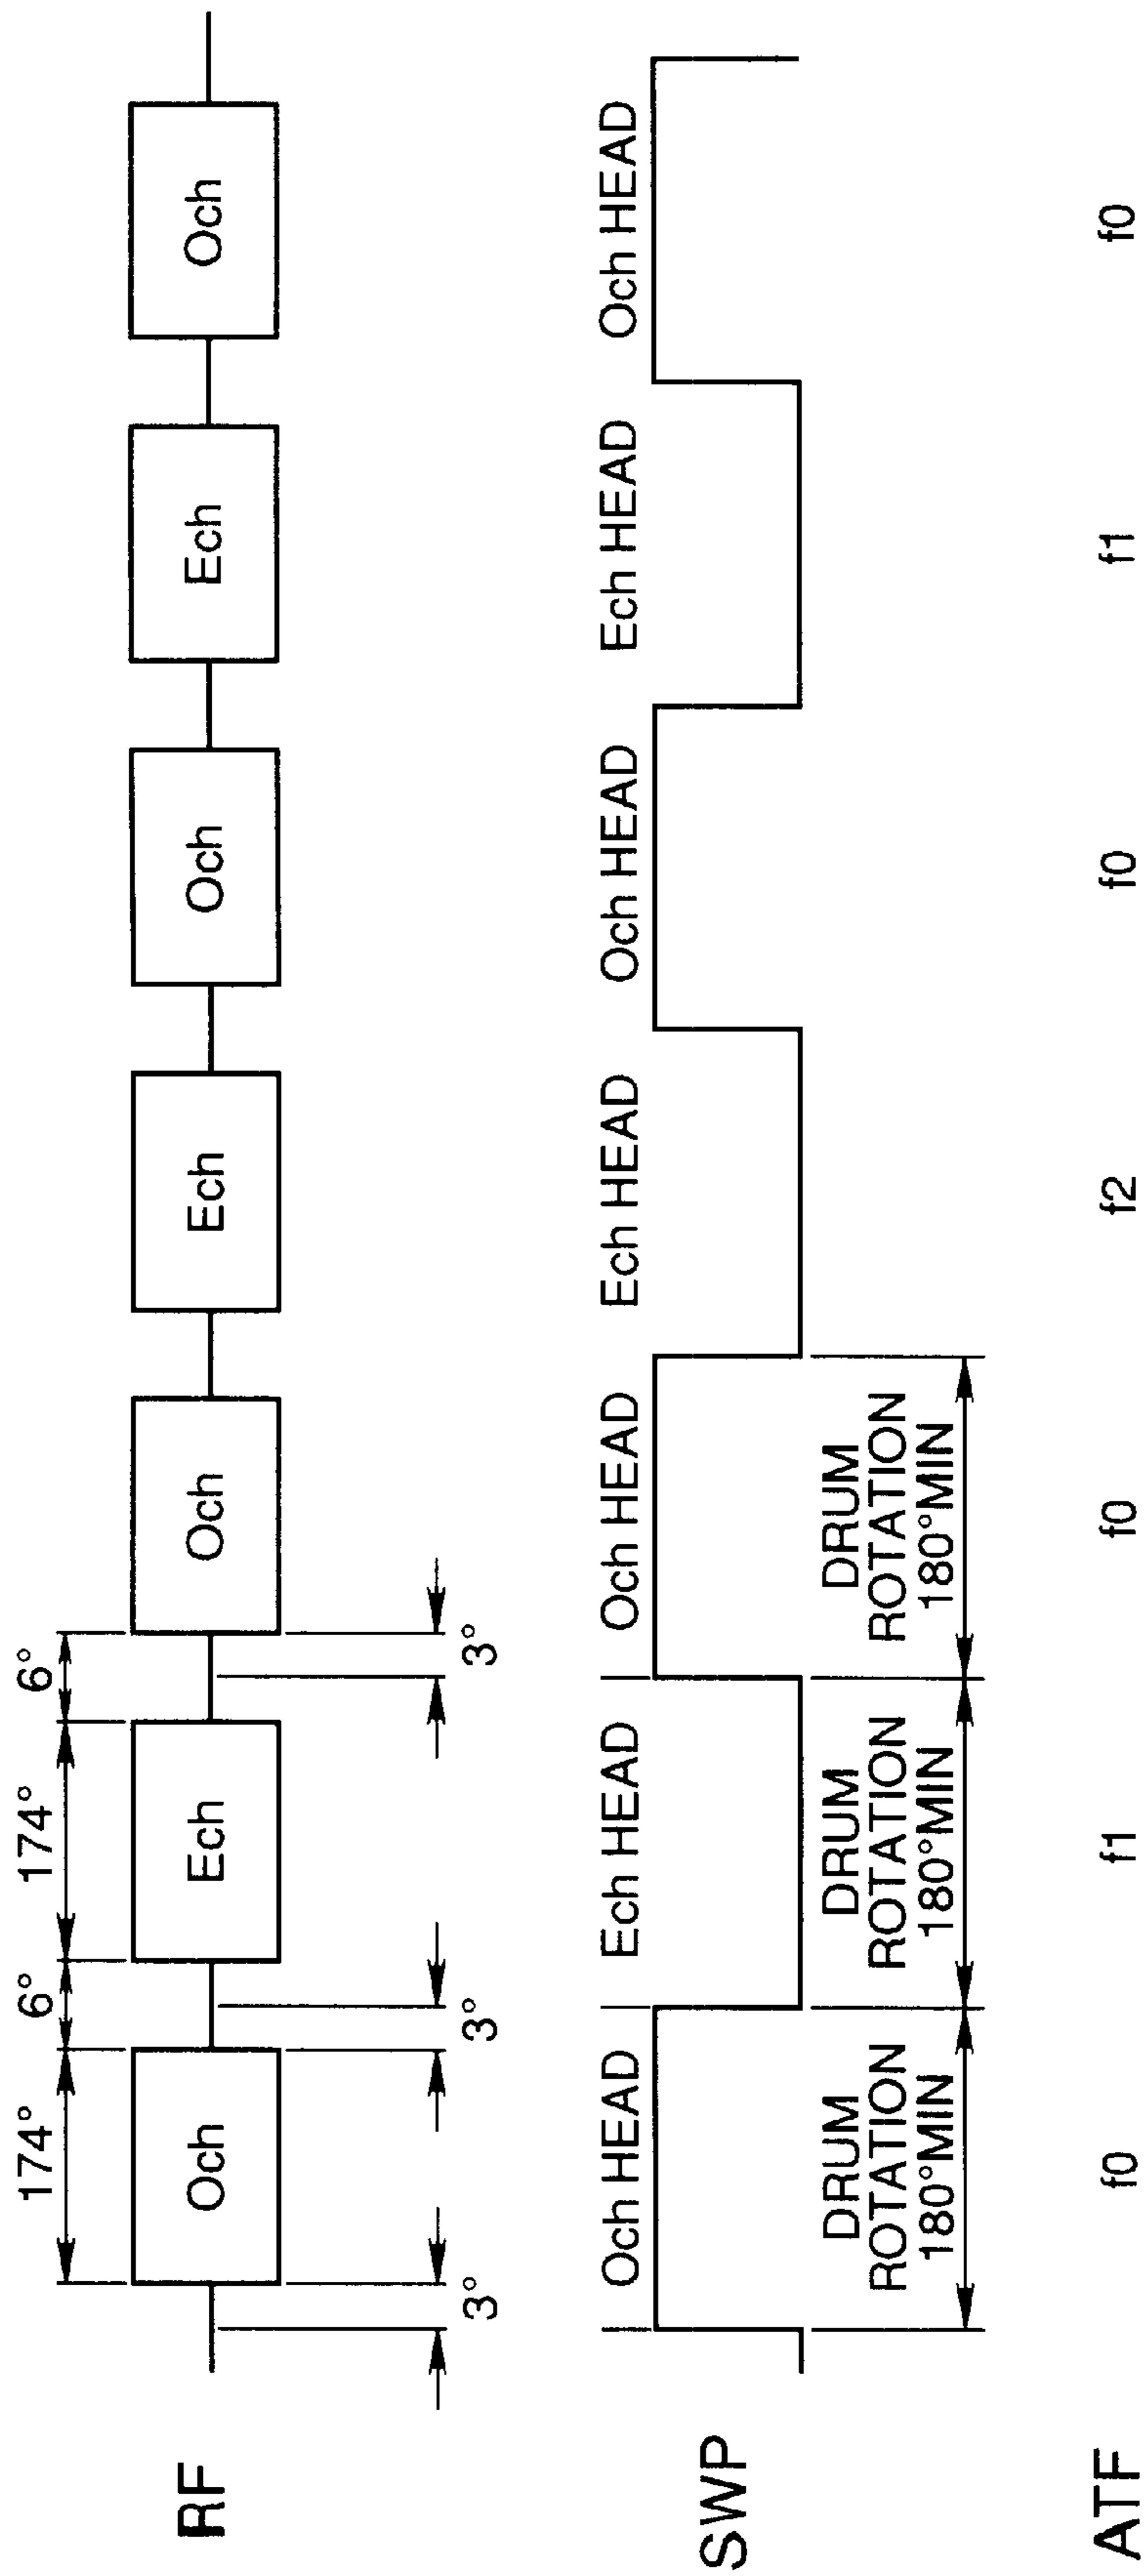 174°
6°
174°
6°
RF
Och
Ech
Och
Ech
Och
Ech
Och
3°
3°
3°
Och HEAD
Ech HEAD
Och HEAD
Ech HEAD
Och HEAD
Ech HEAD
Och HEAD
SWP
DRUM
ROTATION
180°MIN
DRUM
ROTATION
180°MIN
DRUM
ROTATION
180°MIN
ATF
f0
f1
f0
f2
f0
f1
f0